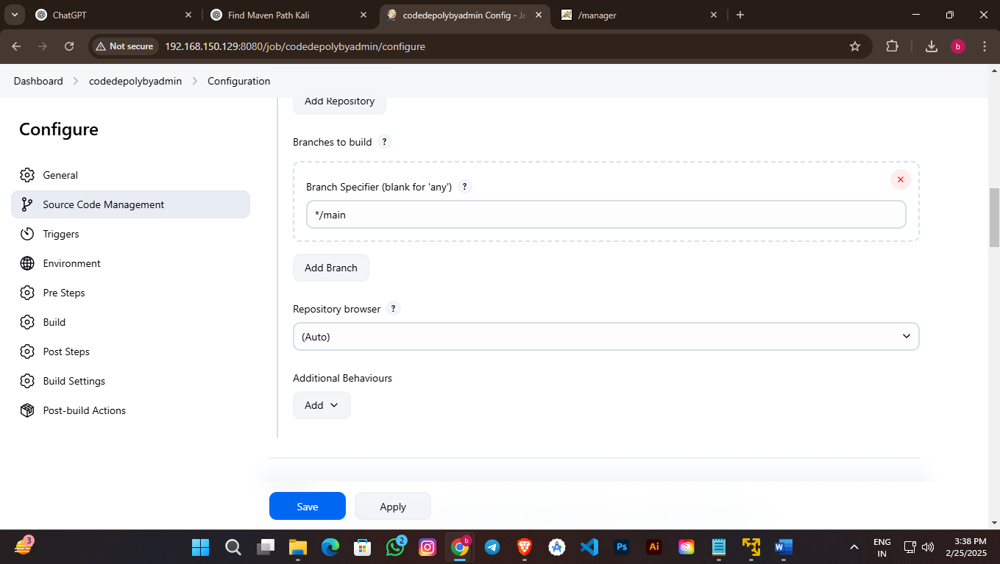 ChatGPT
Find Maven Path Kali
codedepolybyadmin Config - Je
/manager
Not secure
192.168.150.129:8080/job/codedepolybyadmin/configure
b
Dashboard
codedepolybyadmin
Configuration
Configure
General
Source Code Management
Triggers
Environment
Pre Steps
Build
Post Steps
Build Settings
Post-build Actions
Add Repository
Branches to build ?
Branch Specifier (blank for 'any') ?
*/main
Add Branch
Repository browser ?
(Auto)
Additional Behaviours
Add
Save
Apply
3
2
b
Ps
Ai
W
ENG
IN
3:38 PM
2/25/2025